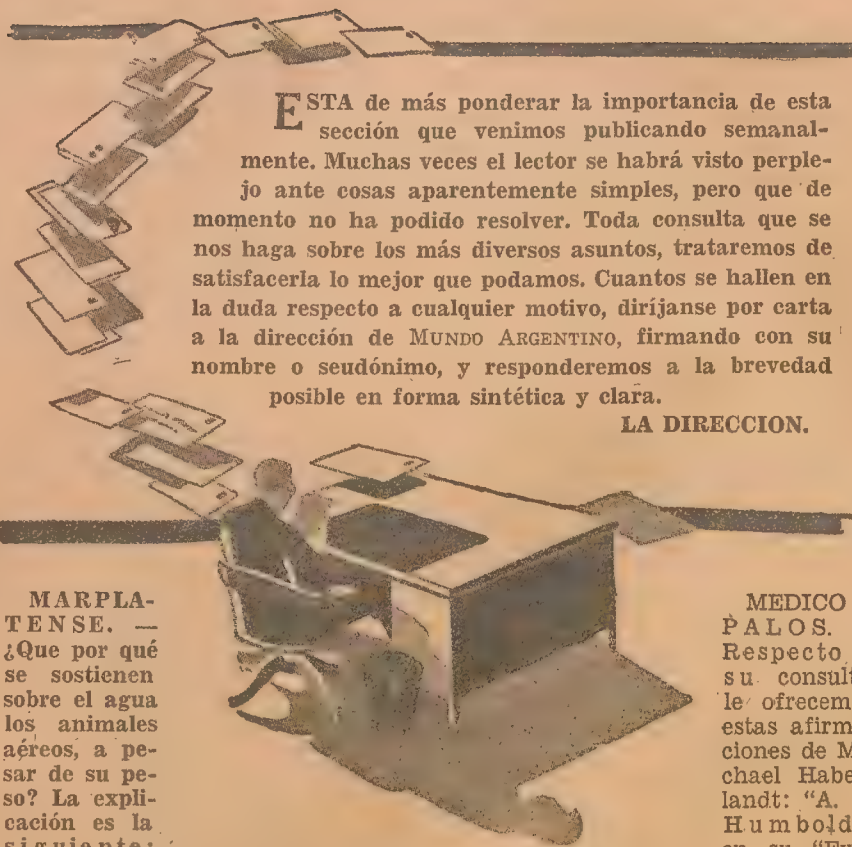 ESTA de más ponderar la importancia de esta
sección que venimos publicando semanal-
mente. Muchas veces el lector se habrá visto perple-
jo ante cosas aparentemente simples, pero que de
momento no ha podido resolver. Toda consulta que se
nos haga sobre los más diversos asuntos, trataremos de
satisfacerla lo mejor que podamos. Cuantos se hallen en
la duda respecto a cualquier motivo, diríjanse por carta
a la dirección de MUNDO ARGENTINO, firmando con su
nombre o seudónimo, y responderemos a la brevedad
posible en forma sintética y clara.
LA DIRECCION.
MARPLA-
TENSE. —
¿Que por qué
se sostienen
sobre el agua
los animales
aéreos, a pe-
sar de su pe-
so? La expli-
cación es la
siguiente:
MEDICO
PALOS.
Respecto
su consult
le ofrecem
estas afirm
ciones de M
chael Habe
landt: "A.
Humbold
en su "Eu